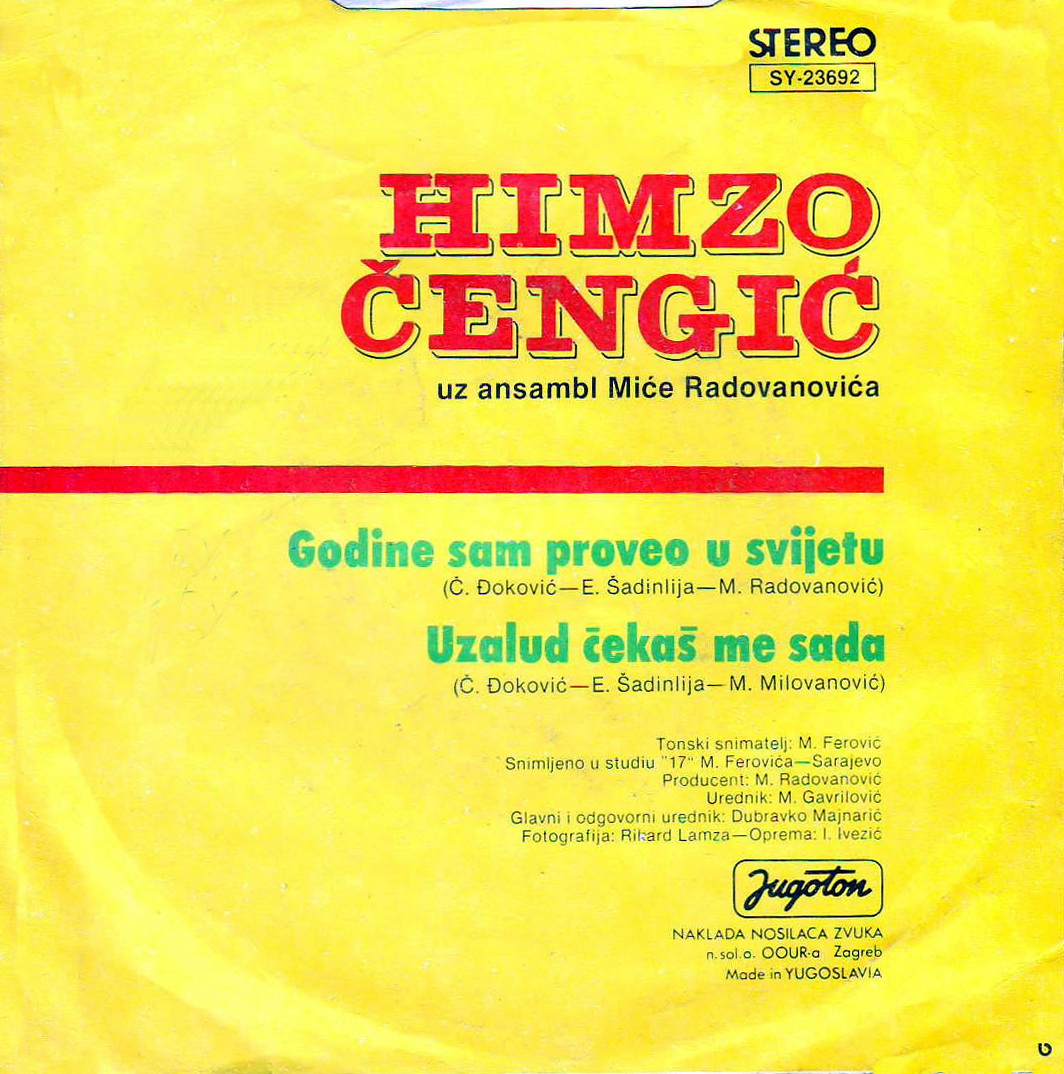 STEREO
SY-23692
HIMZO
ČENGIĆ
uz ansambl Miće Radovanovića
Godine sam proveo u svijetu
(Č. Đoković—E. Šadinlija—M. Radovanović)
Uzalud čekaš me sada
(Č. Đoković—E. Šadinlija—M. Milovanović)
Tonski snimatelj: M. Ferović
Snimljeno u studiu "17" M. Ferovića—Sarajevo
Producent: M. Radovanović
Urednik: M. Gavrilović
Glavni i odgovorni urednik: Dubravko Majnarić
Fotografija: Rikard Lamza—Oprema: I. Ivezić
Jugoton
NAKLADA NOSILACA ZVUKA
n.sol.o. OOUR-a Zagreb
Made in YUGOSLAVIA